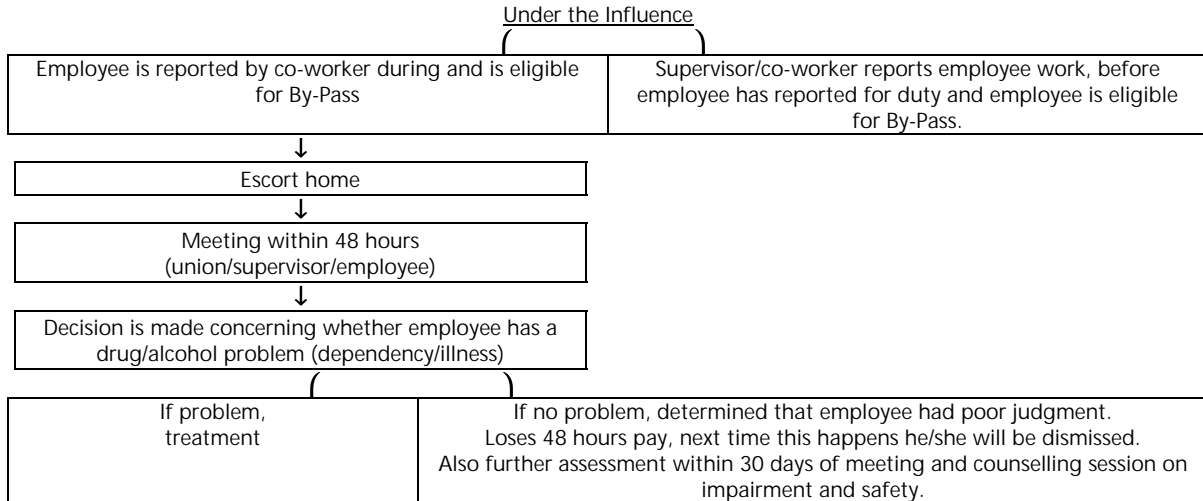 Under the Influence
Employee is reported by co-worker during and is eligible
for By-Pass
Supervisor/co-worker reports employee work, before
employee has reported for duty and employee is eligible
for By-Pass.
↓
Escort home
↓
Meeting within 48 hours
(union/supervisor/employee)
↓
Decision is made concerning whether employee has a
drug/alcohol problem (dependency/illness)
If problem,
treatment
If no problem, determined that employee had poor judgment.
Loses 48 hours pay, next time this happens he/she will be dismissed.
Also further assessment within 30 days of meeting and counselling session on
impairment and safety.